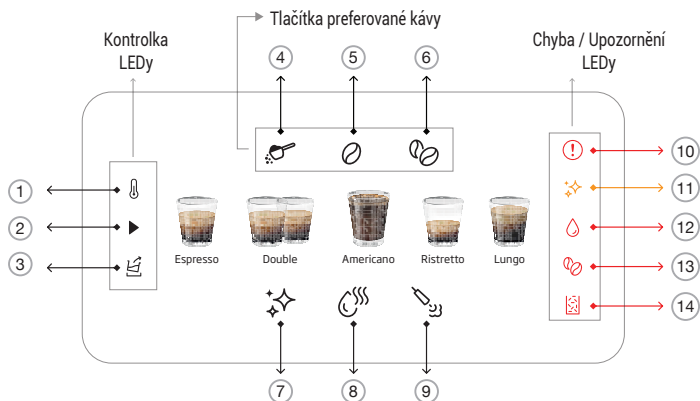 Tlačítka preferované kávy
Kontrolka
LEDy
Chyba / Upozornění
LEDy
4
5
6
1
2
3
10
11
12
13
14
Espresso
Double
Americano
Ristretto
Lungo
7
8
9